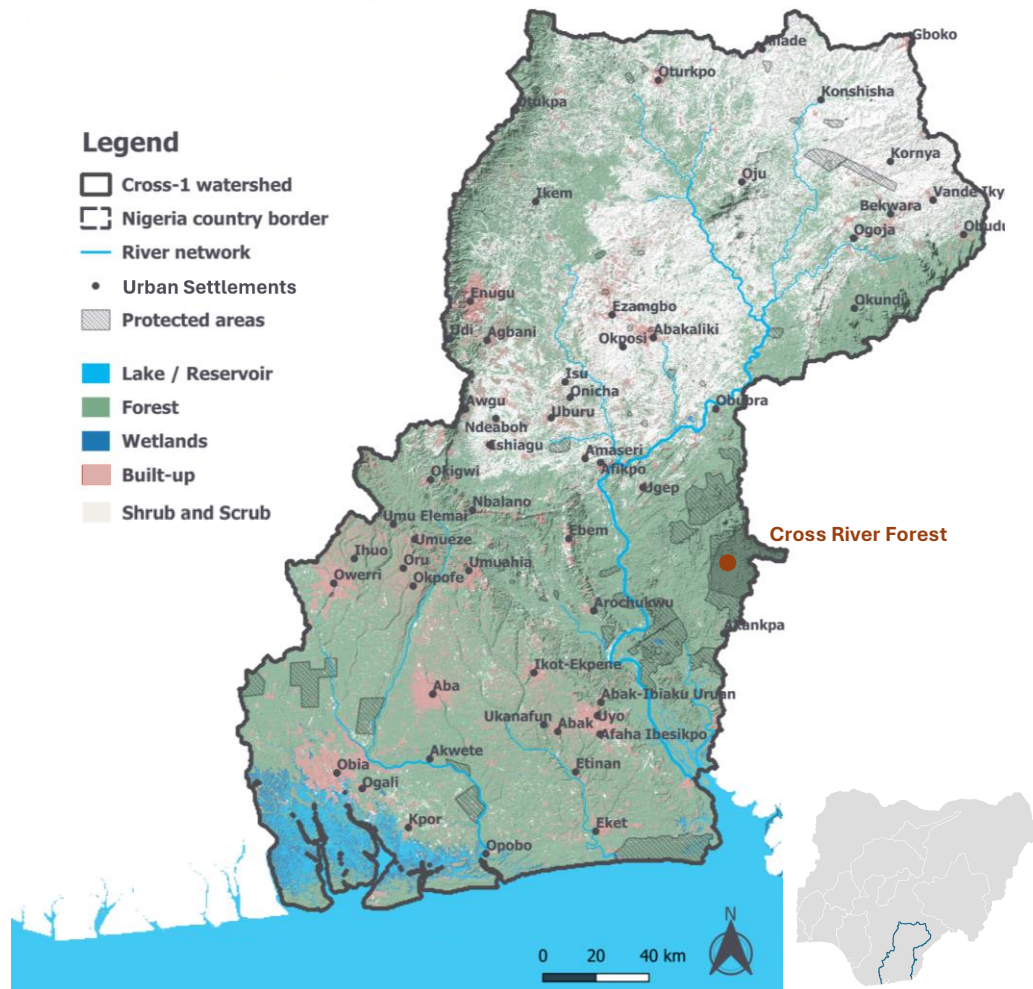 Gboko
Aliade
Oturkpo
Konshisha
Otukpa
Legend
Kornya
Cross-1 watershed
Oju
Ikem
Vande Iky
Nigeria country border
Bekwara
Obudu
Ogoja
River network
Urban Settlements
Enugu
Okundi
Ezamgbo
Protected areas
Udi
Agbani
Abakaliki
Okposi
Lake / Reservoir
Isu
Onicha
Forest
Awgu
Obubra
Uburu
Ndeaboh
Wetlands
Ishiagu
Amaseri
Afikpo
Built-up
Okigwi
Ugep
Shrub and Scrub
Nbalano
Umu Elemai
Ebem
Cross River Forest
Umueze
Ihuo
Oru
Umuahia
Owerri
Okpofe
Arochukwu
Akankpa
Ikot-Ekpene
Aba
Abak-Ibiaku Uruan
Ukanafun
Abak
Uyo
Afaha Ibesikpo
Akwete
Obia
Etinan
Ogali
Kpor
Eket
Opobo
N
0 20 40 km